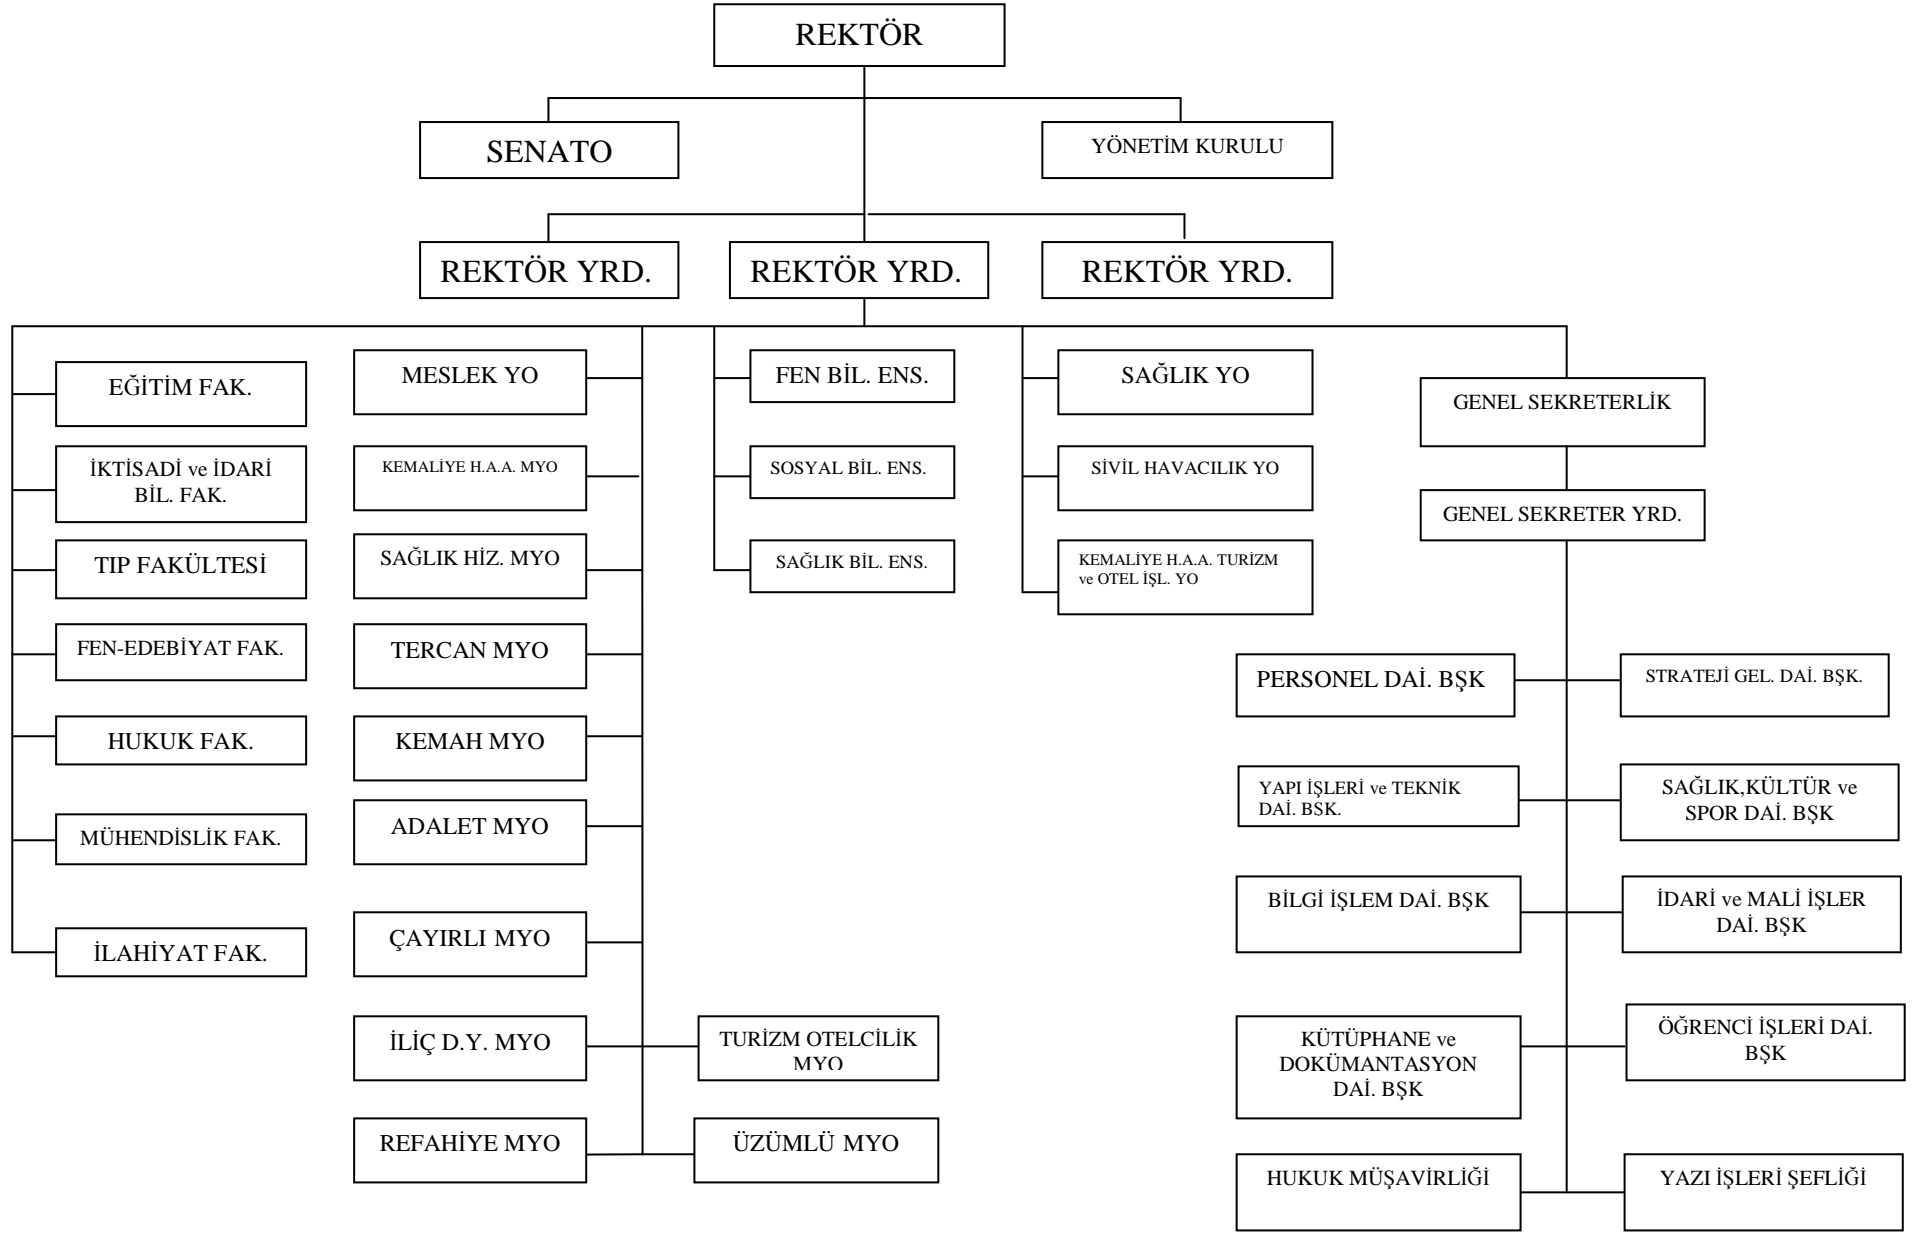 REKTÖR
SENATO
YÖNETİM KURULU
REKTÖR YRD.
REKTÖR YRD.
REKTÖR YRD.
EĞİTİM FAK.
İKTİSADİ ve İDARİ
BİL. FAK.
TIP FAKÜLTESİ
FEN-EDEBİYAT FAK.
HUKUK FAK.
MÜHENDİSLİK FAK.
İLAHİYAT FAK.
MESLEK YO
KEMALİYE H.A.A. MYO
SAĞLIK HİZ. MYO
TERCAN MYO
KEMAH MYO
ADALET MYO
ÇAYIRLI MYO
İLİÇ D.Y. MYO
REFAHİYE MYO
TURİZM OTELCİLİK
MYO
ÜZÜMLÜ MYO
FEN BİL. ENS.
SOSYAL BİL. ENS.
SAĞLIK BİL. ENS.
SAĞLIK YO
SİVİL HAVACILIK YO
KEMALİYE H.A.A. TURİZM
ve OTEL İŞL. YO
GENEL SEKRETERLİK
GENEL SEKRETER YRD.
PERSONEL DAİ. BŞK
STRATEJİ GEL. DAİ. BŞK.
YAPI İŞLERİ ve TEKNİK
DAİ. BSK.
SAĞLIK,KÜLTÜR ve
SPOR DAİ. BŞK
BİLGİ İŞLEM DAİ. BŞK
İDARİ ve MALİ İŞLER
DAİ. BŞK
KÜTÜPHANE ve
DOKÜMANTASYON
DAİ. BŞK
ÖĞRENCİ İŞLERİ DAİ.
BŞK
HUKUK MÜŞAVİRLİĞİ
YAZI İŞLERİ ŞEFLİĞİ